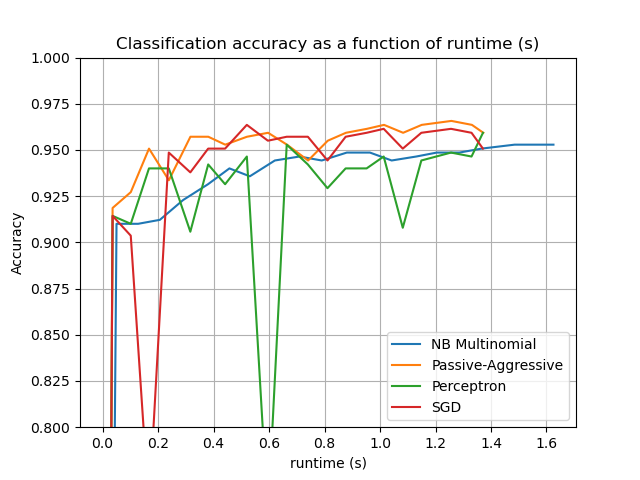 Classification accuracy as a function of runtime (s)
1.000
0.975
0.950
0.925
0.900
0.875
0.850
0.825
0.800
Accuracy
NB Multinomial
Passive-Aggressive
Perceptron
SGD
0.0 0.2 0.4 0.6 0.8 1.0 1.2 1.4 1.6
runtime (s)